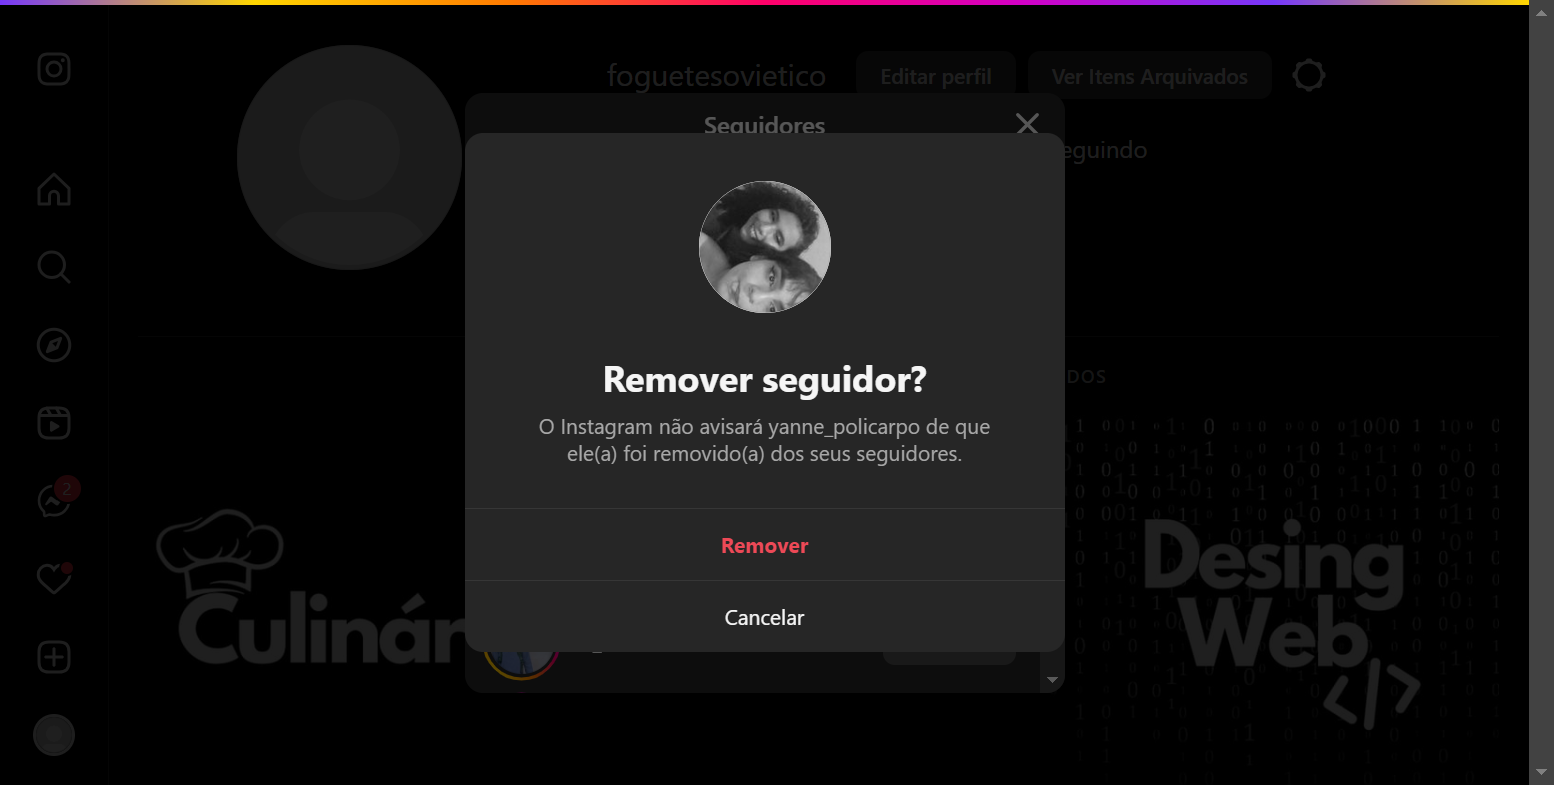 foguetesovietico
Editar perfil
Ver Itens Arquivados
Seguidores
eguindo
Remover seguidor?
O Instagram não avisará yanne_policarpo de que
ele(a) foi removido(a) dos seus seguidores.
Remover
Cancelar
DOS
2
Culinár
Desing
Web
</>